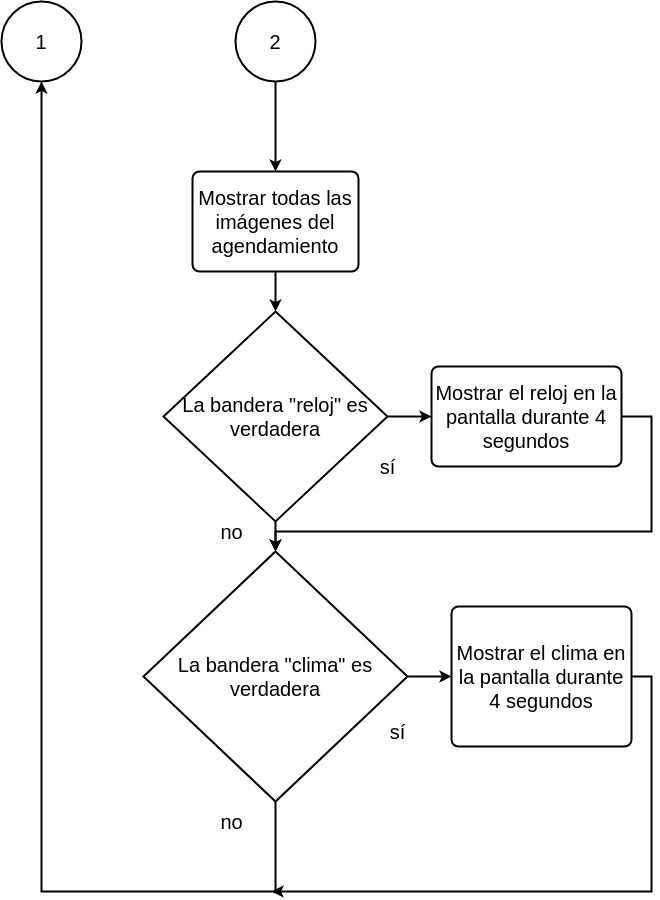 1
2
Mostrar todas las
imágenes del
agendamiento
La bandera "reloj" es
verdadera
Mostrar el reloj en la
pantalla durante 4
segundos
sí
no
La bandera "clima" es
verdadera
Mostrar el clima en
la pantalla durante
4 segundos
sí
no